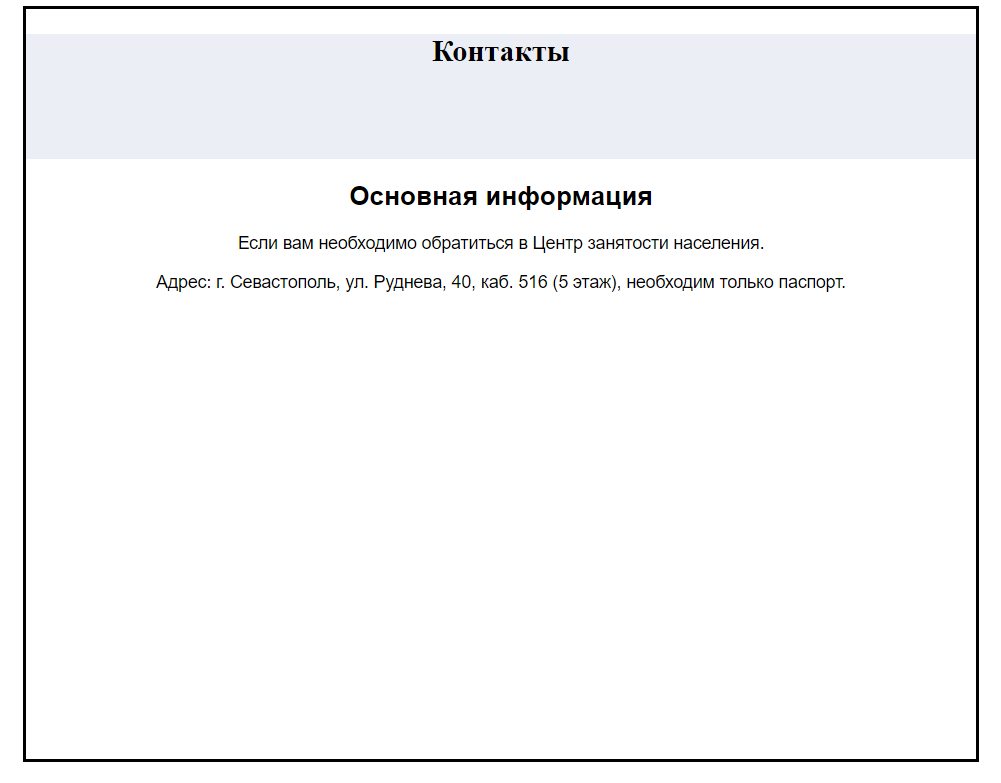 Контакты
Основная информация
Если вам необходимо обратиться в Центр занятости населения.
Адрес: г. Севастополь, ул. Руднева, 40, каб. 516 (5 этаж), необходим только паспорт.